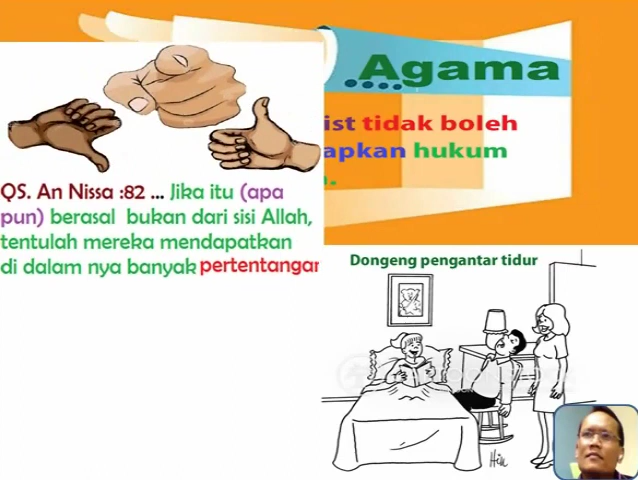 ....Agama
ist tidak boleh
apkan hukum
QS. An Nissa :82 ... Jika itu (apa
pun) berasal bukan dari sisi Allah,
tentulah mereka mendapatkan
di dalam nya banyak pertentangan
Dongeng pengantar tidur